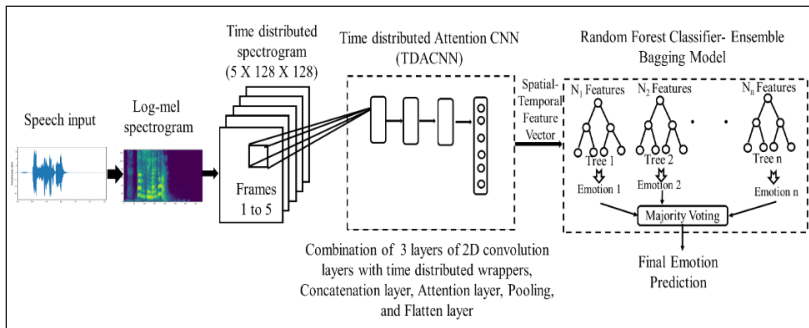 Speech input
Log-mel
spectrogram
Time distributed
spectrogram
(5 X 128 X 128)
Frames
1 to 5
Time distributed Attention CNN
(TDACNN)
Combination of 3 layers of 2D convolution
layers with time distributed wrappers,
Concatenation layer, Attention layer, Pooling,
and Flatten layer
Spatial-
Temporal
Feature
Vector
Random Forest Classifier- Ensemble
Bagging Model
N1 Features
N2 Features
Nn Features
Tree 1
Tree 2
Tree n
Emotion 1
Emotion 2
Emotion n
Majority Voting
Final Emotion
Prediction